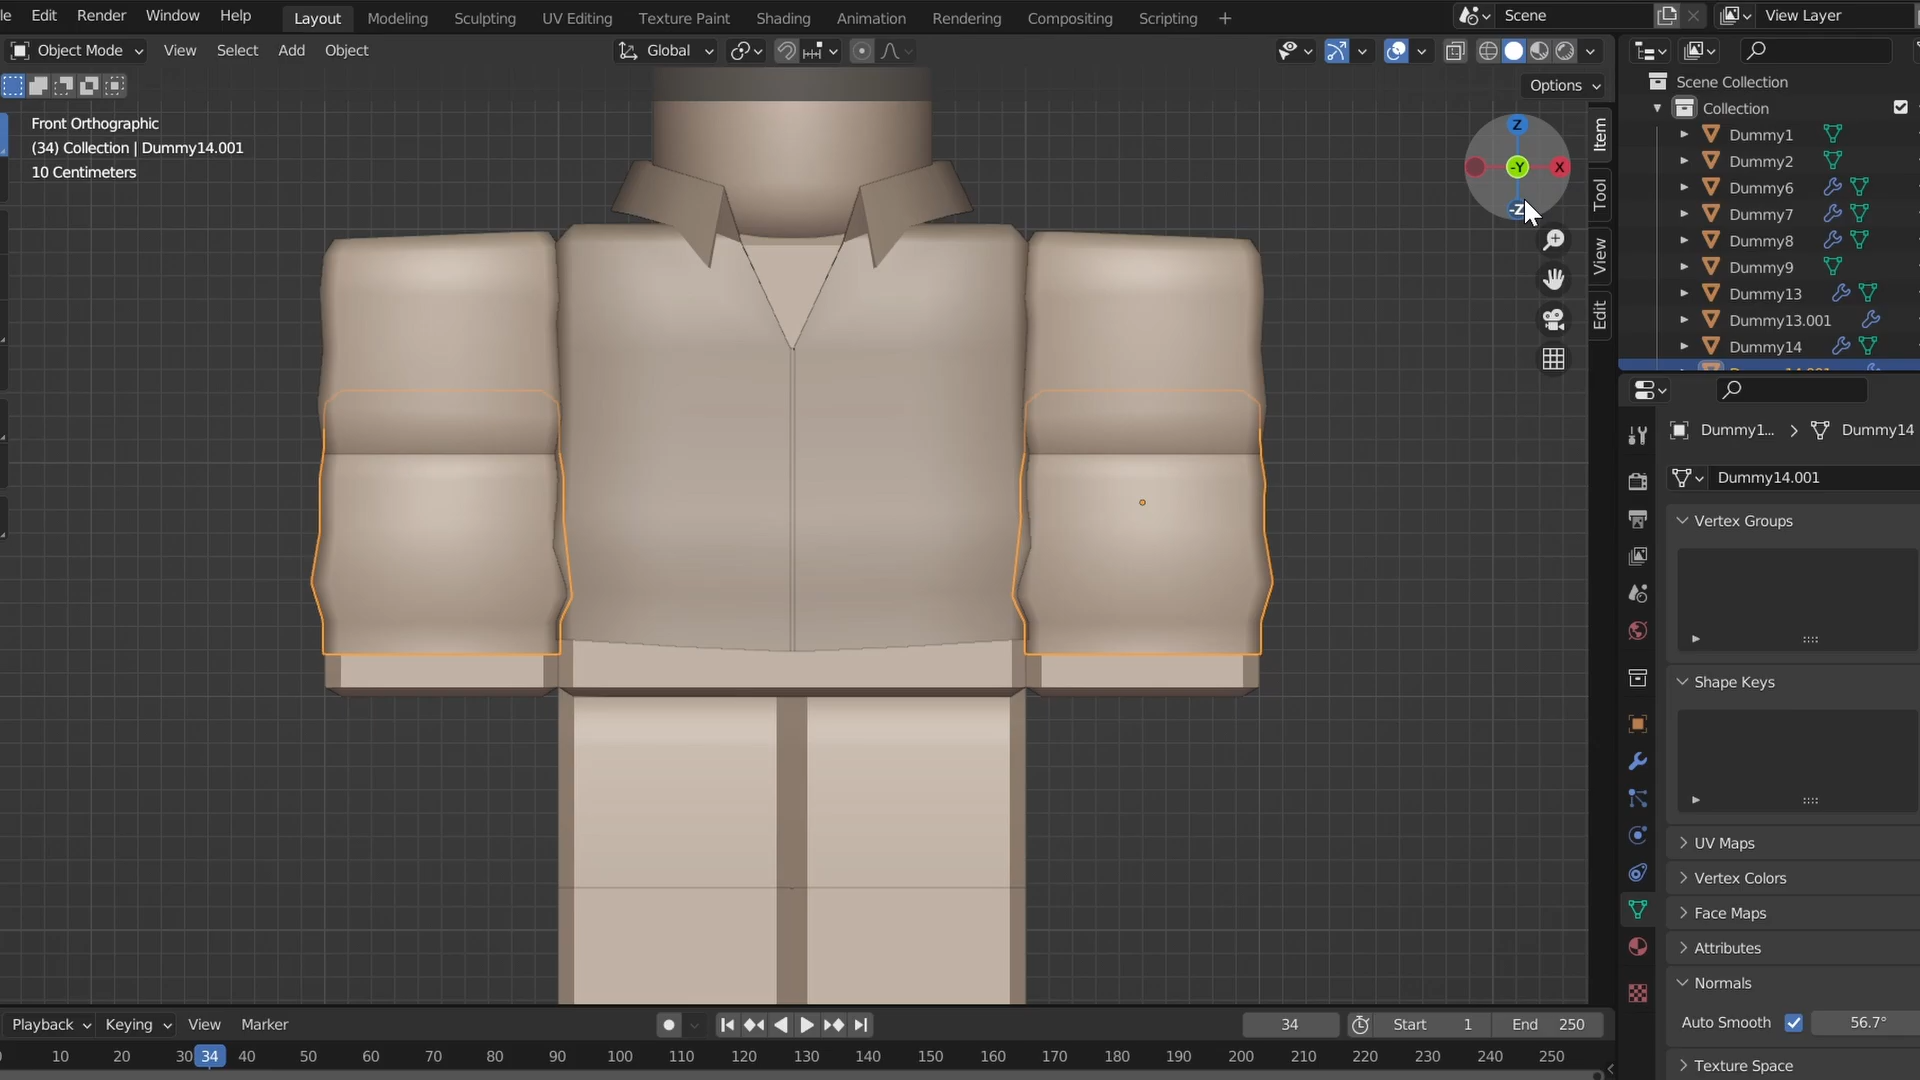 Edit Render Window Help Layout Modeling Sculpting UV Editing Texture Paint Shading Animation Rendering Compositing Scripting + Scene View Layer
Object Mode View Select Add Object Global
Options
Front Orthographic
(34) Collection | Dummy14.001
10 Centimeters
Z
-Y
X
-Z
Item
Tool
View
Edit
Scene Collection
Collection
Dummy1
Dummy2
Dummy6
Dummy7
Dummy8
Dummy9
Dummy13
Dummy13.001
Dummy14
Dummy1... > Dummy14
Dummy14.001
Vertex Groups
Shape Keys
UV Maps
Vertex Colors
Face Maps
Attributes
Normals
Auto Smooth 56.7°
Texture Space
Playback Keying View Marker 34 Start 1 End 250
10 20 30 34 40 50 60 70 80 90 100 110 120 130 140 150 160 170 180 190 200 210 220 230 240 250